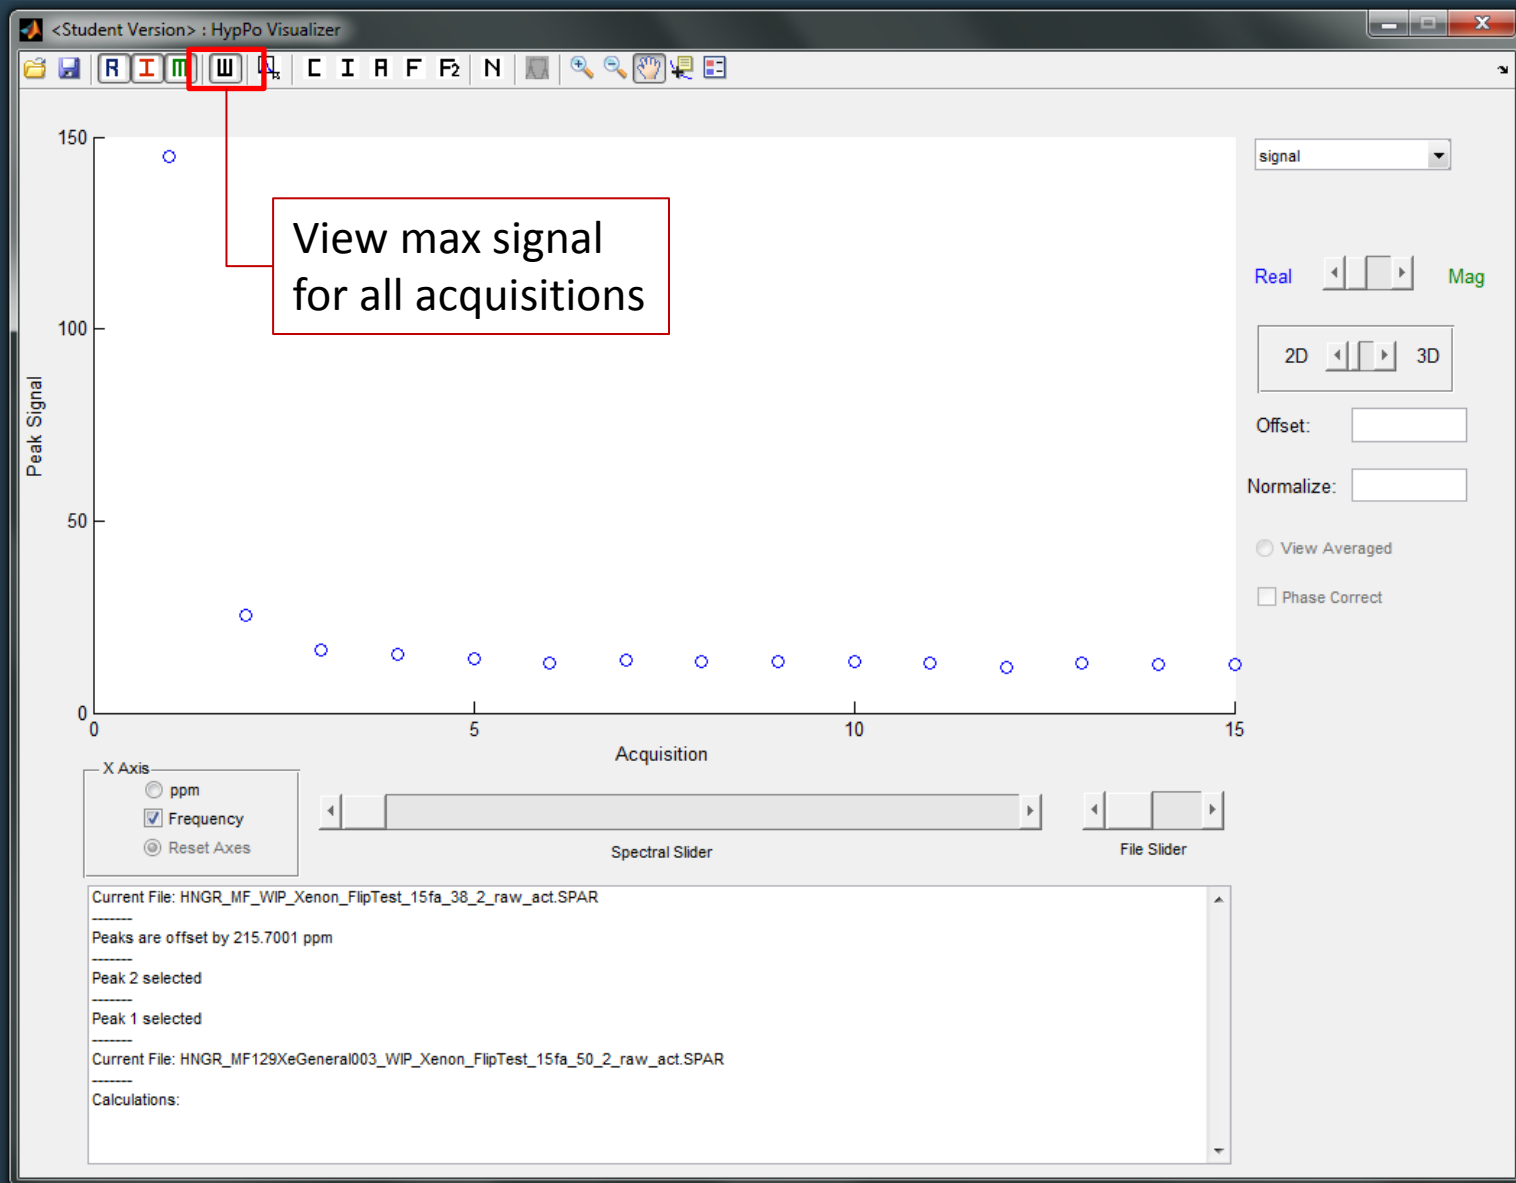 <Student Version> : HypPo Visualizer
R I M W C I A F F2 N
150
100
50
0
Peak Signal
View max signal
for all acquisitions
0 5 10 15
Acquisition
signal
Real Mag
2D 3D
Offset:
Normalize:
View Averaged
Phase Correct
X Axis
ppm
Frequency
Reset Axes
Spectral Slider
File Slider
Current File: HNGR_MF_WIP_Xenon_FlipTest_15fa_38_2_raw_act.SPAR
-------
Peaks are offset by 215.7001 ppm
-------
Peak 2 selected
-------
Peak 1 selected
-------
Current File: HNGR_MF129XeGeneral003_WIP_Xenon_FlipTest_15fa_50_2_raw_act.SPAR
-------
Calculations: